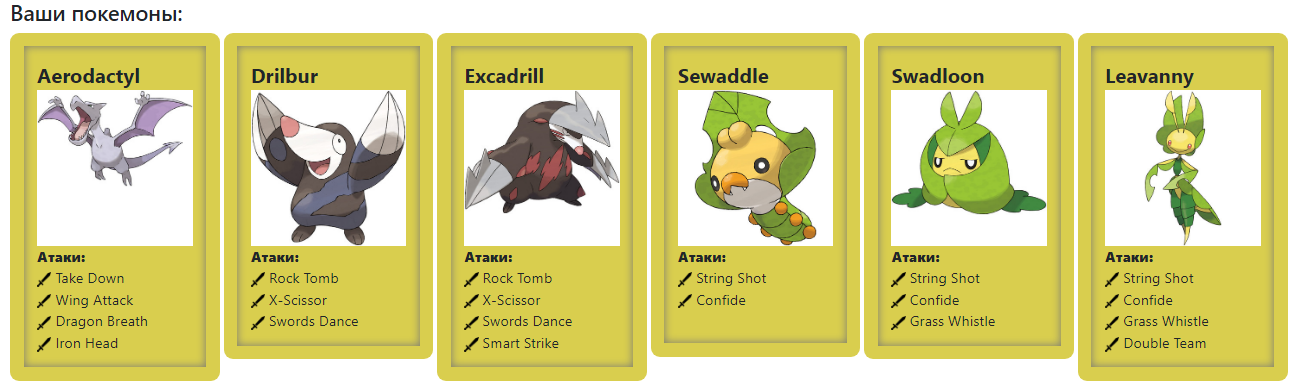 Ваши покемоны:
Aerodactyl
Атаки:
Take Down
Wing Attack
Dragon Breath
Iron Head
Drilbur
Атаки:
Rock Tomb
X-Scissor
Swords Dance
Excadrill
Атаки:
Rock Tomb
X-Scissor
Swords Dance
Smart Strike
Sewaddle
Атаки:
String Shot
Confide
Swadloon
Атаки:
String Shot
Confide
Grass Whistle
Leavanny
Атаки:
String Shot
Confide
Grass Whistle
Double Team